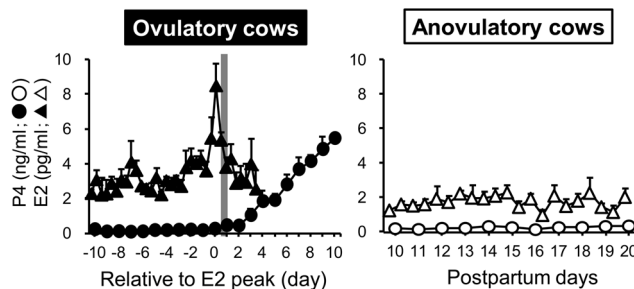 Ovulatory cows
Anovulatory cows
P4 (ng/ml; ●○)
E2 (pg/ml; ▲△)
10
8
6
4
2
0
-10 -8 -6 -4 -2 0 2 4 6 8 10
Relative to E2 peak (day)
10
8
6
4
2
0
10 11 12 13 14 15 16 17 18 19 20
Postpartum days